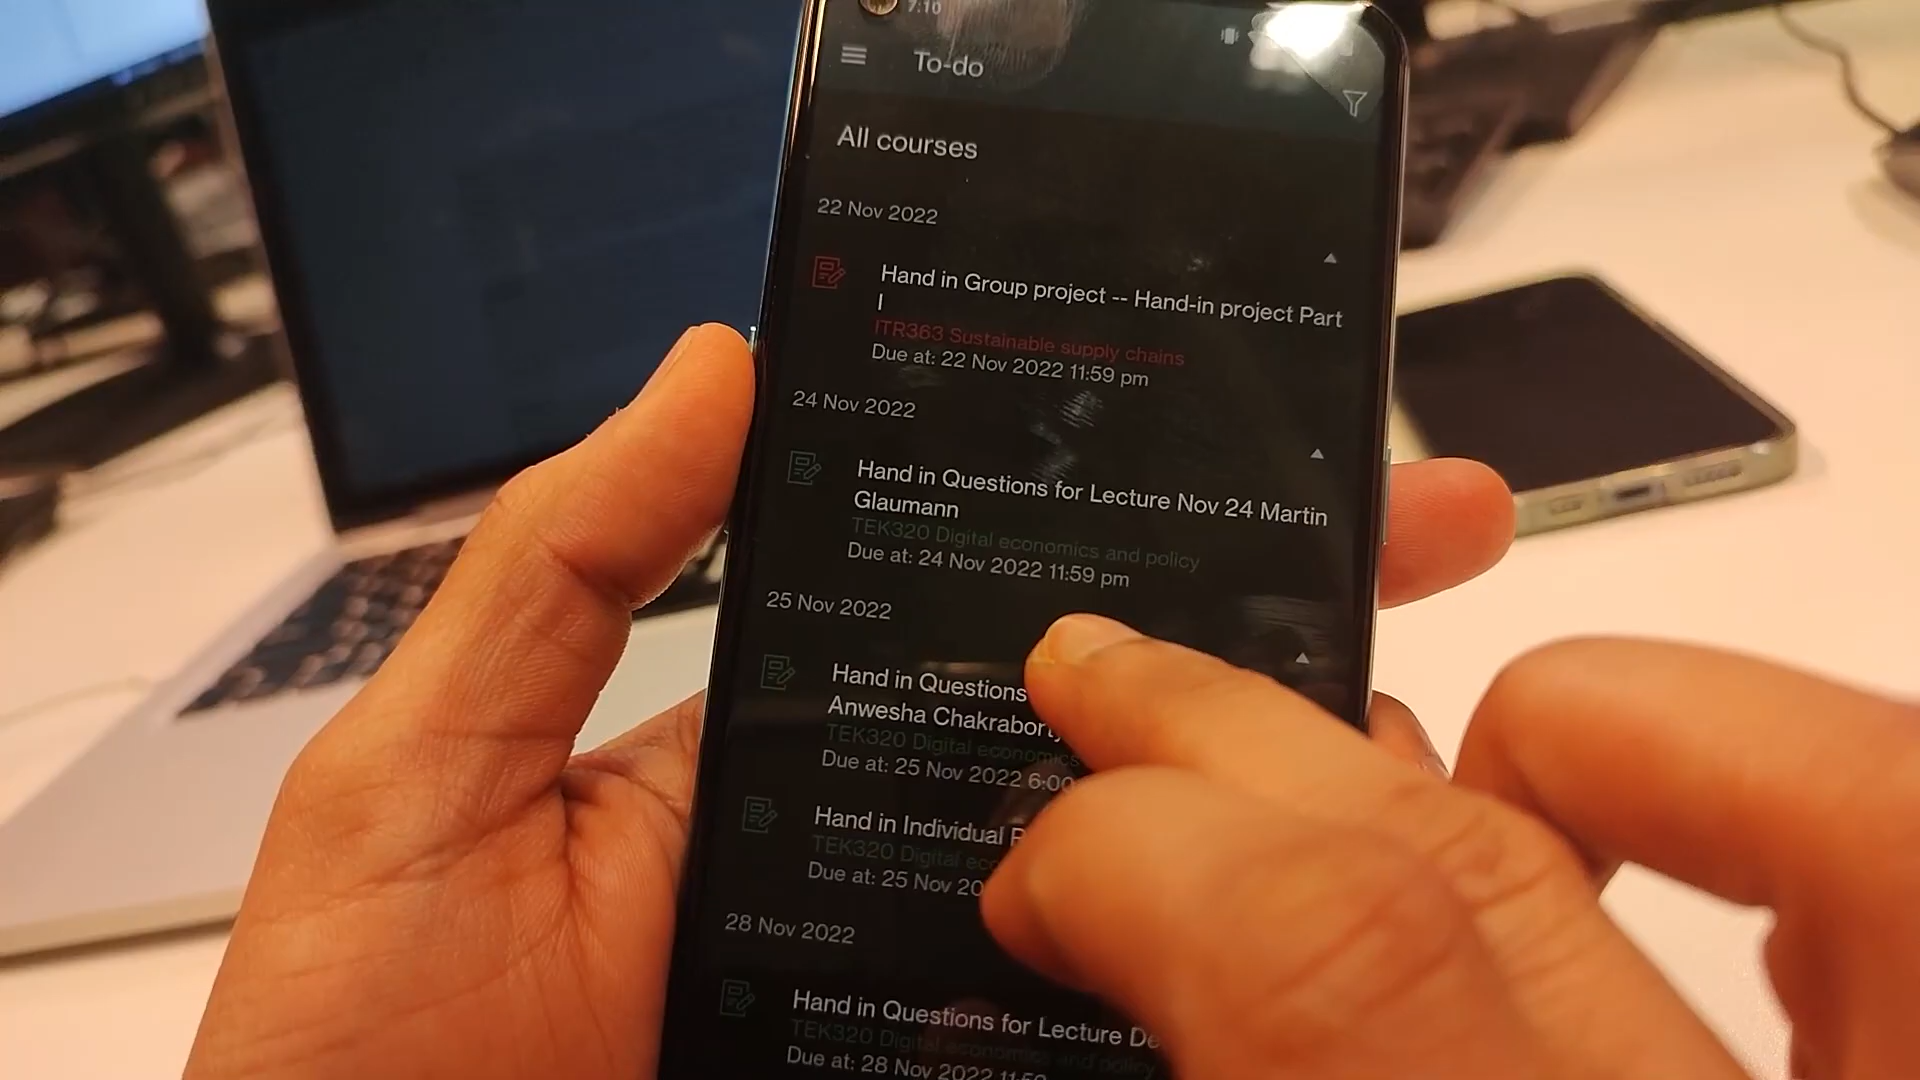 7:10
To-do
All courses
22 Nov 2022
Hand in Group project -- Hand-in project Part
I
ITR363 Sustainable supply chains
Due at: 22 Nov 2022 11:59 pm
24 Nov 2022
Hand in Questions for Lecture Nov 24 Martin
Glaumann
TEK320 Digital economics and policy
Due at: 24 Nov 2022 11:59 pm
25 Nov 2022
Hand in Questions
Anwesha Chakraborty
TEK320 Digital economics
Due at: 25 Nov 2022 6:00
Hand in Individual
TEK320 Digital
Due at: 25 Nov
28 Nov 2022
Hand in Questions for Lecture
TEK320 Digital economics and policy
Due at: 28 Nov 2022